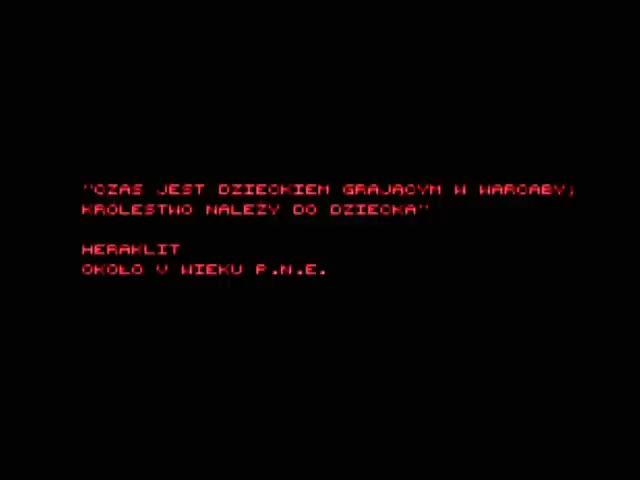 "CZAS JEST DZIECKIEM GRAJĄCYM W WARCABY;
KRÓLESTWO NALEŻY DO DZIECKA"
HERAKLIT
OKOŁO V WIEKU P.N.E.